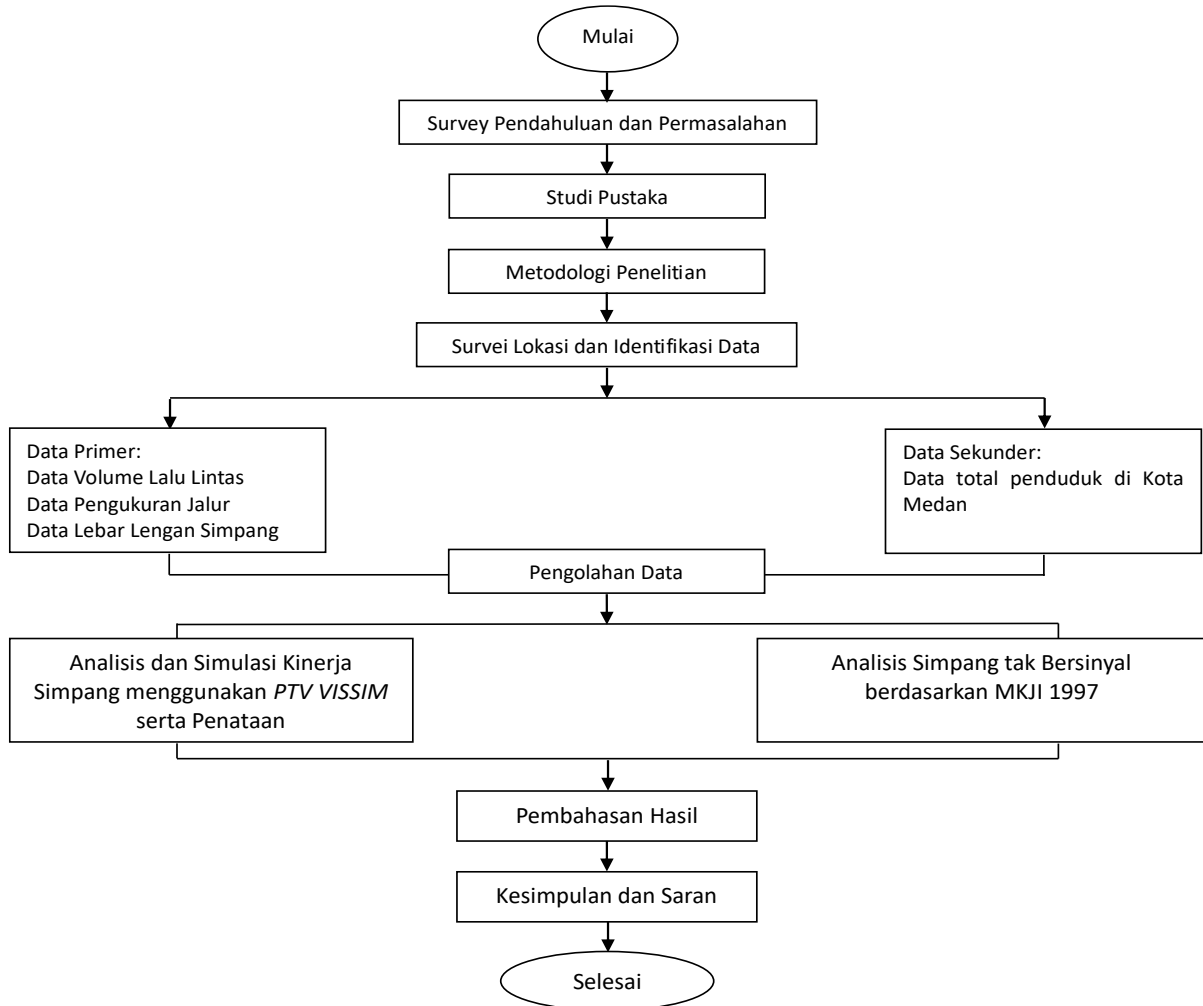 Mulai
Survey Pendahuluan dan Permasalahan
Studi Pustaka
Metodologi Penelitian
Survei Lokasi dan Identifikasi Data
Data Primer:
Data Volume Lalu Lintas
Data Pengukuran Jalur
Data Lebar Lengan Simpang
Data Sekunder:
Data total penduduk di Kota
Medan
Pengolahan Data
Analisis dan Simulasi Kinerja
Simpang menggunakan PTV VISSIM
serta Penataan
Analisis Simpang tak Bersinyal
berdasarkan MKJI 1997
Pembahasan Hasil
Kesimpulan dan Saran
Selesai